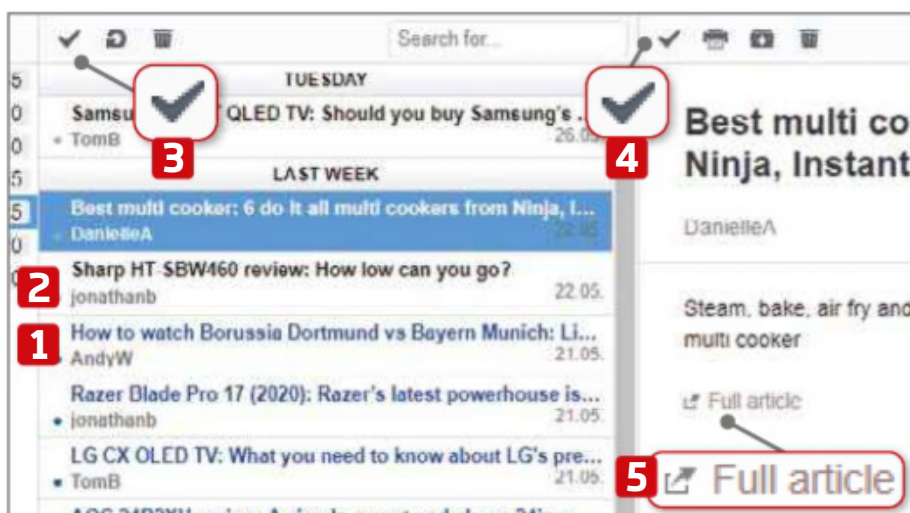 Search for...
TUESDAY
Samsu QLED TV: Should you buy Samsung's ...
TomB
26.05
3
4
LAST WEEK
Best multi cooker: 6 do it all multi cookers from Ninja, I...
DanielleA
22.05.
Sharp HT-SBW460 review: How low can you go?
2
jonathanb
22.05.
How to watch Borussia Dortmund vs Bayern Munich: Li...
1
AndyW
21.05.
Razer Blade Pro 17 (2020): Razer's latest powerhouse is...
jonathanb
21.05.
LG CX OLED TV: What you need to know about LG's pre...
TomB
21.05.
Best multi co
Ninja, Instant
DanielleA
Steam, bake, air fry and
multi cooker
Full article
5
Full article